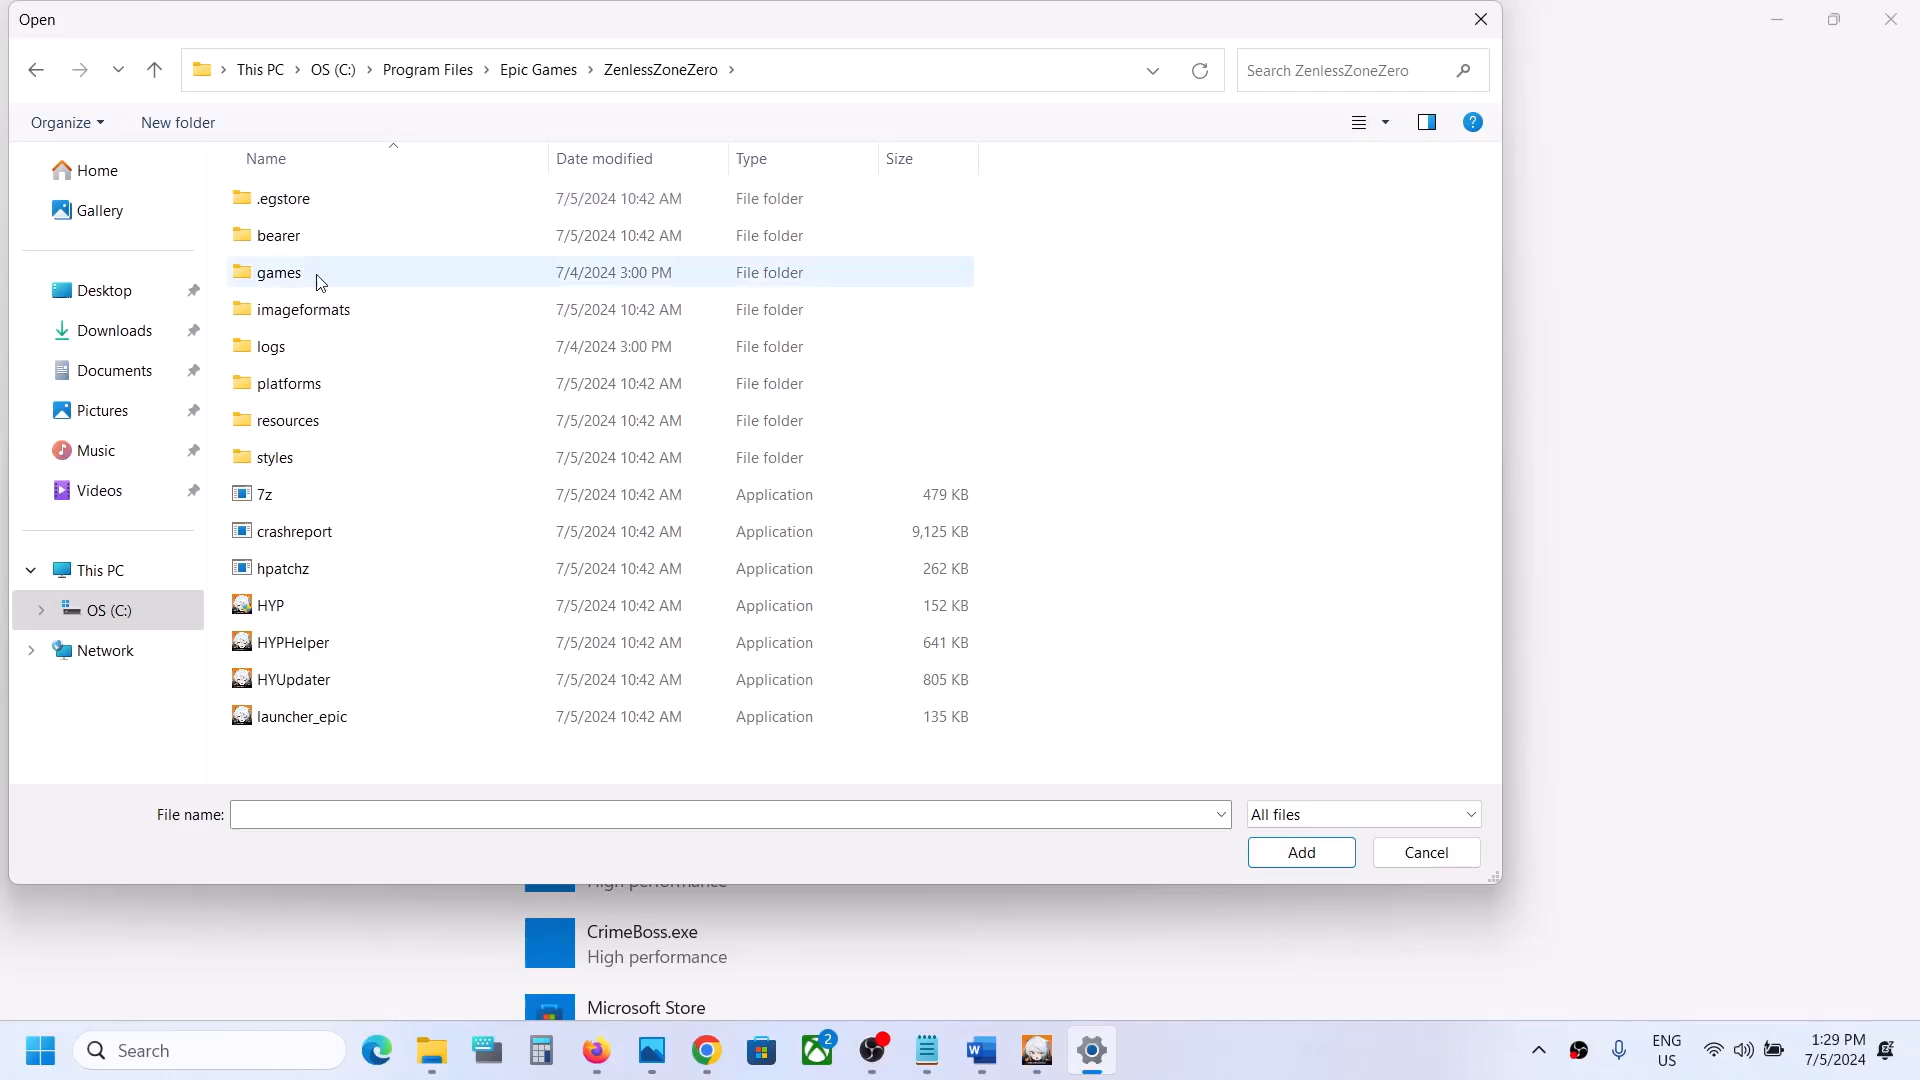 Open
This PC > OS (C:) > Program Files > Epic Games > ZenlessZoneZero >
Search ZenlessZoneZero
Organize
New folder
Name Date modified Type Size
Home
Gallery
Desktop
Downloads
Documents
Pictures
Music
Videos
This PC
OS (C:)
Network
.egstore 7/5/2024 10:42 AM File folder
bearer 7/5/2024 10:42 AM File folder
games 7/4/2024 3:00 PM File folder
imageformats 7/5/2024 10:42 AM File folder
logs 7/4/2024 3:00 PM File folder
platforms 7/5/2024 10:42 AM File folder
resources 7/5/2024 10:42 AM File folder
styles 7/5/2024 10:42 AM File folder
7z 7/5/2024 10:42 AM Application 479 KB
crashreport 7/5/2024 10:42 AM Application 9,125 KB
hpatchz 7/5/2024 10:42 AM Application 262 KB
HYP 7/5/2024 10:42 AM Application 152 KB
HYPHelper 7/5/2024 10:42 AM Application 641 KB
HYUpdater 7/5/2024 10:42 AM Application 805 KB
launcher_epic 7/5/2024 10:42 AM Application 135 KB
File name:
All files
Add
Cancel
High performance
CrimeBoss.exe
High performance
Microsoft Store
Search
2
ENG
US
1:29 PM
7/5/2024